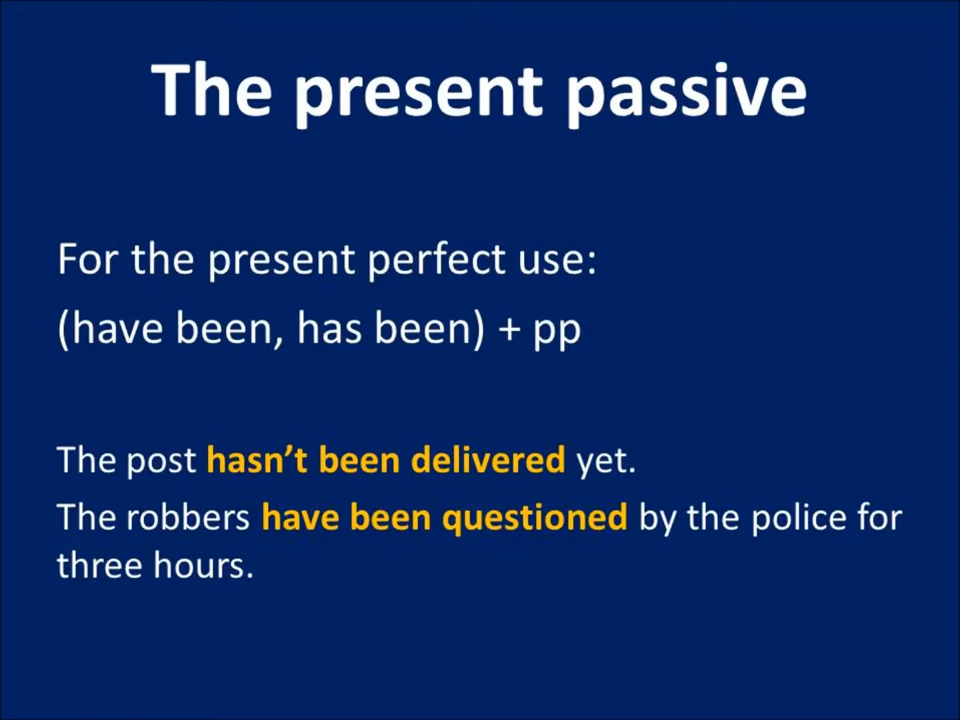 The present passive
For the present perfect use:
(have been, has been) + pp
The post hasn’t been delivered yet.
The robbers have been questioned by the police for
three hours.